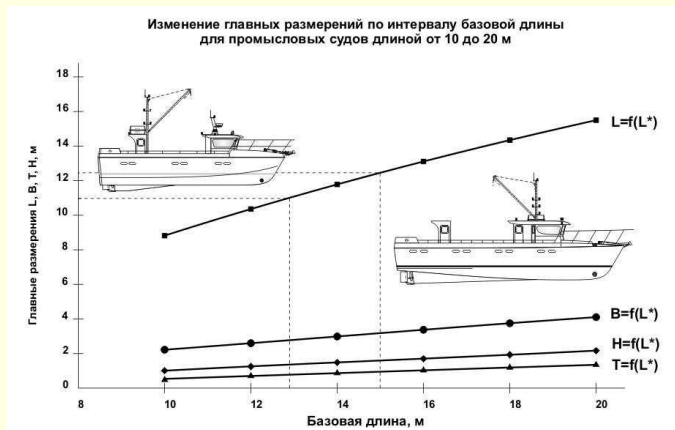 Изменение главных размерений по интервалу базовой длины
для промысловых судов длиной от 10 до 20 м
Главные размерения L, B, T, H, м
18
16
14
12
10
8
6
4
2
0
L=f(L*)
B=f(L*)
H=f(L*)
T=f(L*)
8
10
12
14
16
18
20
Базовая длина, м